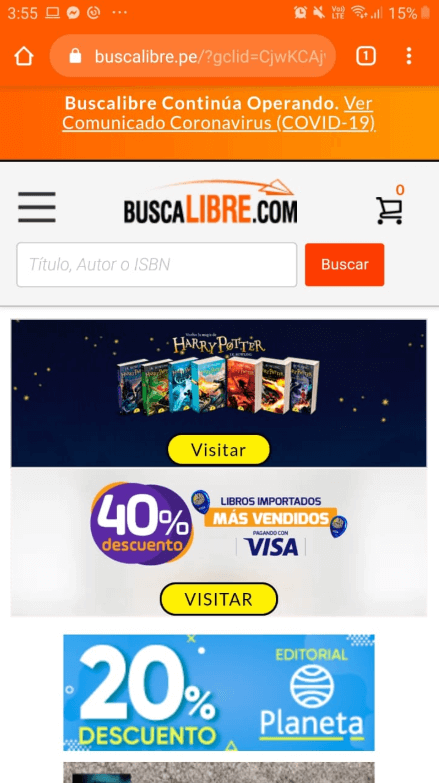 3:55
15%
buscalibre.pe/?gclid=CjwKCAj
1
Buscalibre Continúa Operando. Ver
Comunicado Coronavirus (COVID-19)
BUSCALIBRE.COM
0
Título, Autor o ISBN
Buscar
HARRY POTTER
Visitar
40%
descuento
LIBROS IMPORTADOS
MÁS VENDIDOS
PAGANDO CON
VISA
VISITAR
20%
DESCUENTO
EDITORIAL
Planeta